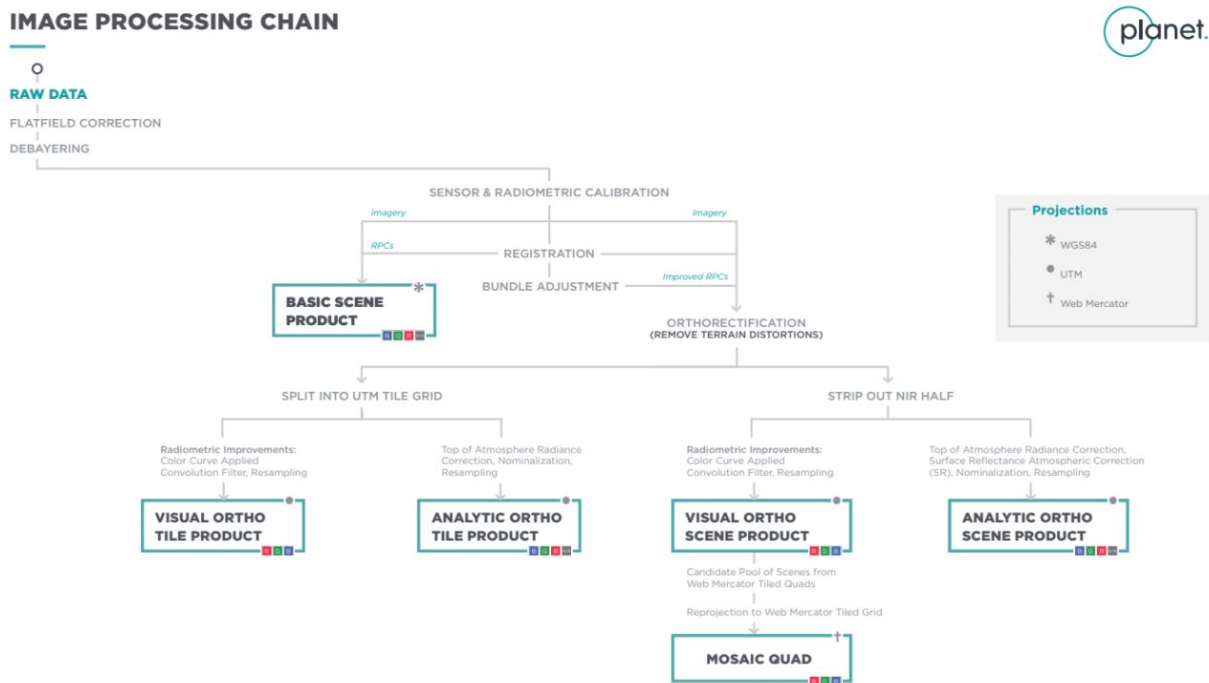 IMAGE PROCESSING CHAIN
planet.
RAW DATA
FLATFIELD CORRECTION
DEBAYERING
SENSOR & RADIOMETRIC CALIBRATION
Imagery
Imagery
RPCs
REGISTRATION
BUNDLE ADJUSTMENT
Improved RPCs
BASIC SCENE
PRODUCT
ORTHORECTIFICATION
(REMOVE TERRAIN DISTORTIONS)
Projections
WGS84
UTM
Web Mercator
SPLIT INTO UTM TILE GRID
STRIP OUT NIR HALF
Radiometric Improvements:
Color Curve Applied
Convolution Filter, Resampling
Top of Atmosphere Radiance
Correction, Nominalization,
Resampling
Radiometric Improvements:
Color Curve Applied
Convolution Filter, Resampling
Top of Atmosphere Radiance Correction,
Surface Reflectance Atmospheric Correction
(SR), Nominalization, Resampling
VISUAL ORTHO
TILE PRODUCT
ANALYTIC ORTHO
TILE PRODUCT
VISUAL ORTHO
SCENE PRODUCT
ANALYTIC ORTHO
SCENE PRODUCT
Candidate Pool of Scenes from
Web Mercator Tiled Quads
Reprojection to Web Mercator Tiled Grid
MOSAIC QUAD